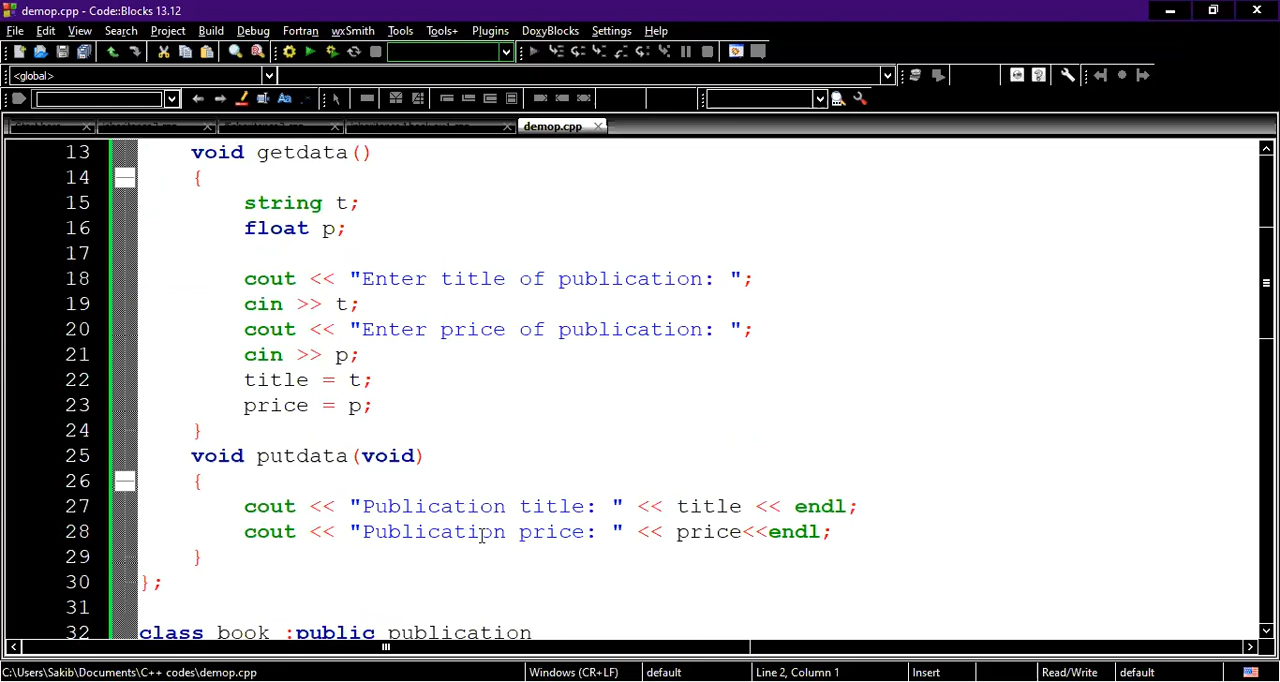 demop.cpp - Code::Blocks 13.12
File Edit View Search Project Build Debug Fortran wxSmith Tools Tools+ Plugins DoxyBlocks Settings Help
<global>
demop.cpp
13 void getdata()
14 {
15 string t;
16 float p;
17
18 cout << "Enter title of publication: ";
19 cin >> t;
20 cout << "Enter price of publication: ";
21 cin >> p;
22 title = t;
23 price = p;
24 }
25 void putdata(void)
26 {
27 cout << "Publication title: " << title << endl;
28 cout << "Publication price: " << price<<endl;
29 }
30 };
31
32 class book :public publication
C:\Users\Sakib\Documents\C++ codes\demop.cpp Windows (CR+LF) default Line 2, Column 1 Insert Read/Write default